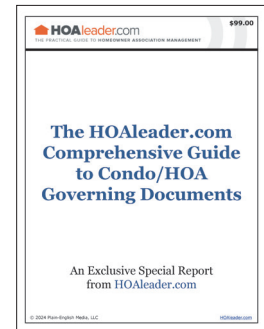 $99.00
HOAleader.com
THE PRACTICAL GUIDE TO HOMEOWNER ASSOCIATION MANAGEMENT
The HOAleader.com
Comprehensive Guide
to Condo/HOA
Governing Documents
An Exclusive Special Report
from HOAleader.com
© 2024 Plain-English Media, LLC
HOAleader.com